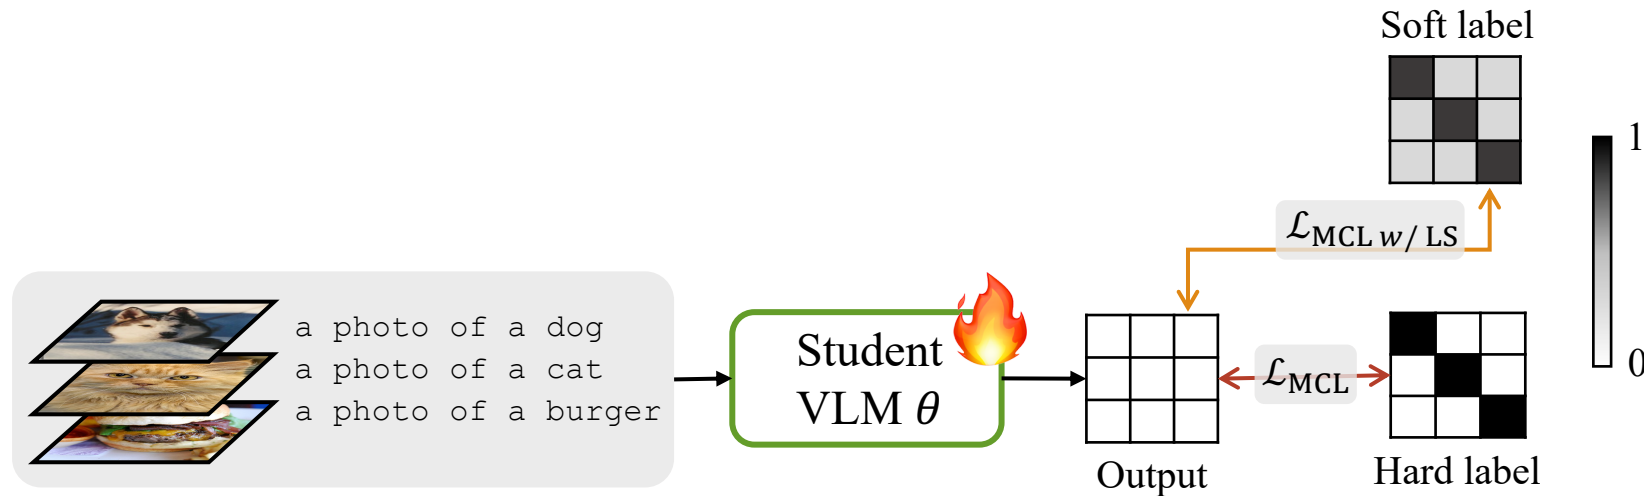 Soft label
1
ℒMCL w/ LS
a photo of a dog
a photo of a cat
a photo of a burger
Student
VLM θ
ℒMCL
0
Output
Hard label